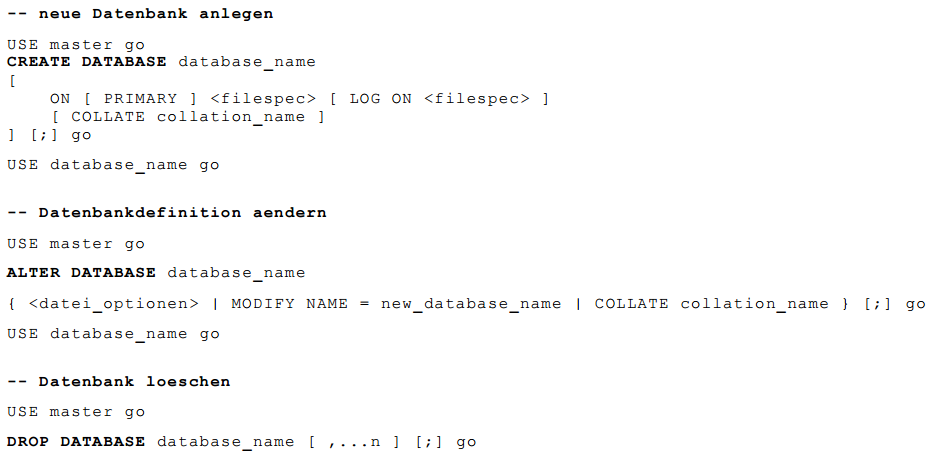 -- neue Datenbank anlegen
USE master go
CREATE DATABASE database_name
[
ON [ PRIMARY ] <filespec> [ LOG ON <filespec> ]
[ COLLATE collation_name ]
] [;] go
USE database_name go
-- Datenbankdefinition aendern
USE master go
ALTER DATABASE database_name
{ <datei_optionen> | MODIFY NAME = new_database_name | COLLATE collation_name } [;] go
USE database_name go
-- Datenbank loeschen
USE master go
DROP DATABASE database_name [ ,...n ] [;] go